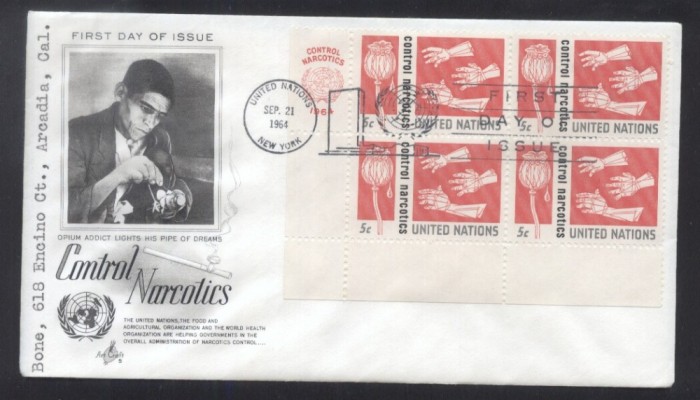 FIRST DAY OF ISSUE
Bone, 618 Encino Ct., Arcadia, Cal.
OPIUM ADDICT LIGHTS HIS PIPE OF DREAMS
Control
Narcotics
THE UNITED NATIONS, THE FOOD AND
AGRICULTURAL ORGANIZATION AND THE WORLD HEALTH
ORGANIZATION ARE HELPING GOVERNMENTS IN THE
OVERALL ADMINISTRATION OF NARCOTICS CONTROL....
Art Craft
CONTROL
NARCOTICS
1964
UNITED NATIONS
SEP. 21
1964
NEW YORK
FIRST
DAY O
ISSUE
control narcotics
5c
UNITED NATIONS
control narcotics
5c
UNITED NATIONS
control narcotics
5c
UNITED NATIONS
control narcotics
5c
UNITED NATIONS